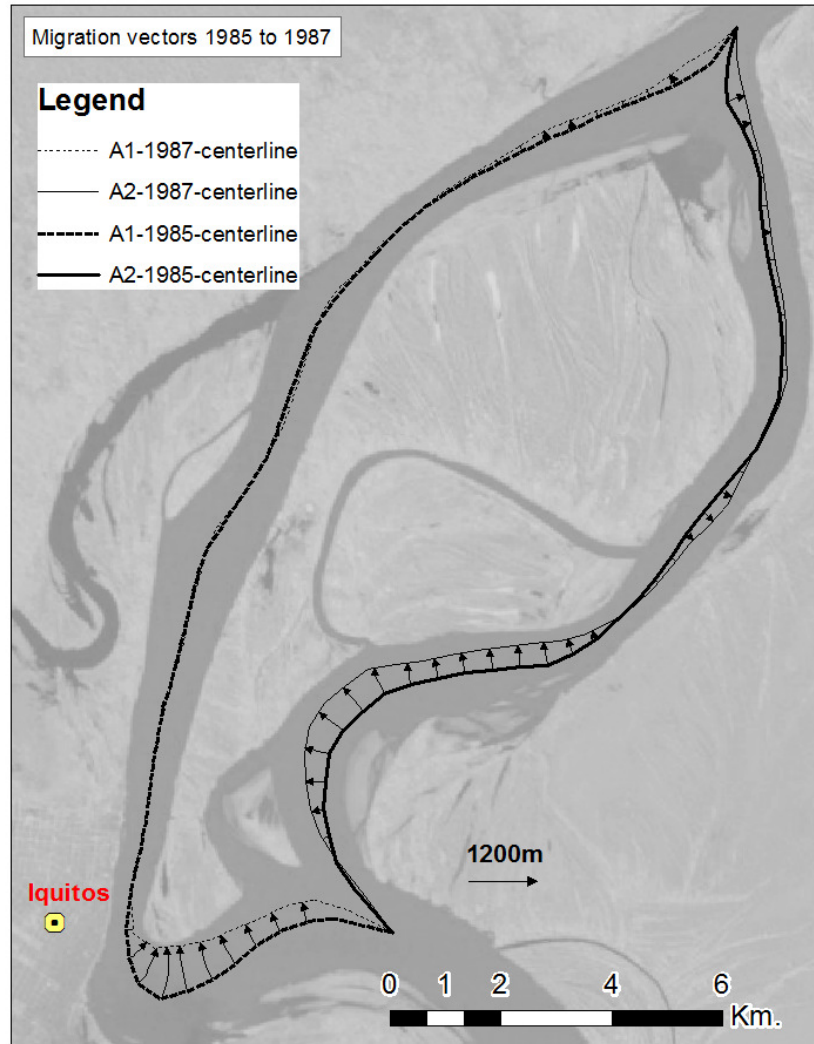 Migration vectors 1985 to 1987
Legend
A1-1987-centerline
A2-1987-centerline
A1-1985-centerline
A2-1985-centerline
1200m
Iquitos
0 1 2 4 6
Km.